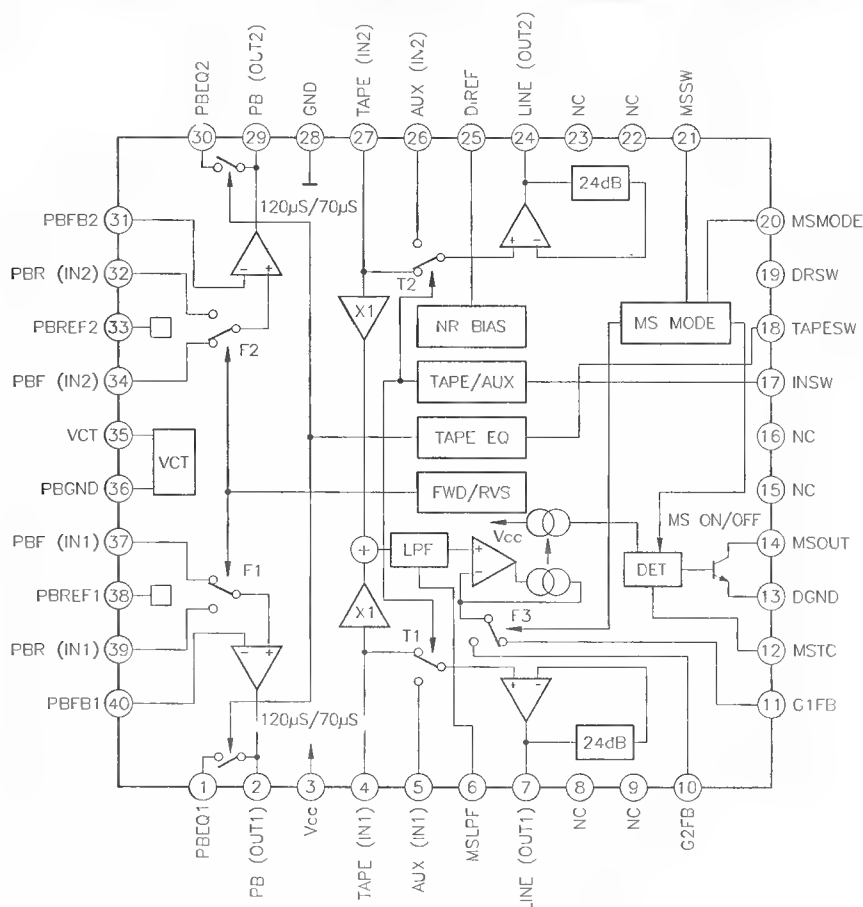 PBEQ2
PB (OUT2)
GND
TAPE (IN2)
AUX (IN2)
DIREF
LINE (OUT2)
NC
NC
MSSW
30
29
28
27
26
25
24
23
22
21
120μS/70μS
24dB
PBFB2 31
20 MSMODE
PBR (IN2) 32
19 DRSW
T2
PBREF2 33
X1
NR BIAS
MS MODE
18 TAPESW
F2
PBF (IN2) 34
TAPE/AUX
17 INSW
VCT 35
TAPE EQ
16 NC
VCT
PBGND 36
FWD/RVS
15 NC
Vcc
MS ON/OFF
PBF (IN1) 37
14 MSOUT
LPF
DET
F1
PBREF1 38
13 DGND
X1
F3
PBR (IN1) 39
T1
12 MSTC
PBFB1 40
11 G1FB
120μS/70μS
24dB
1
2
3
4
5
6
7
8
9
10
PBEQ1
PB (OUT1)
Vcc
TAPE (IN1)
AUX (IN1)
MSLPF
LINE (OUT1)
NC
NC
G2FB